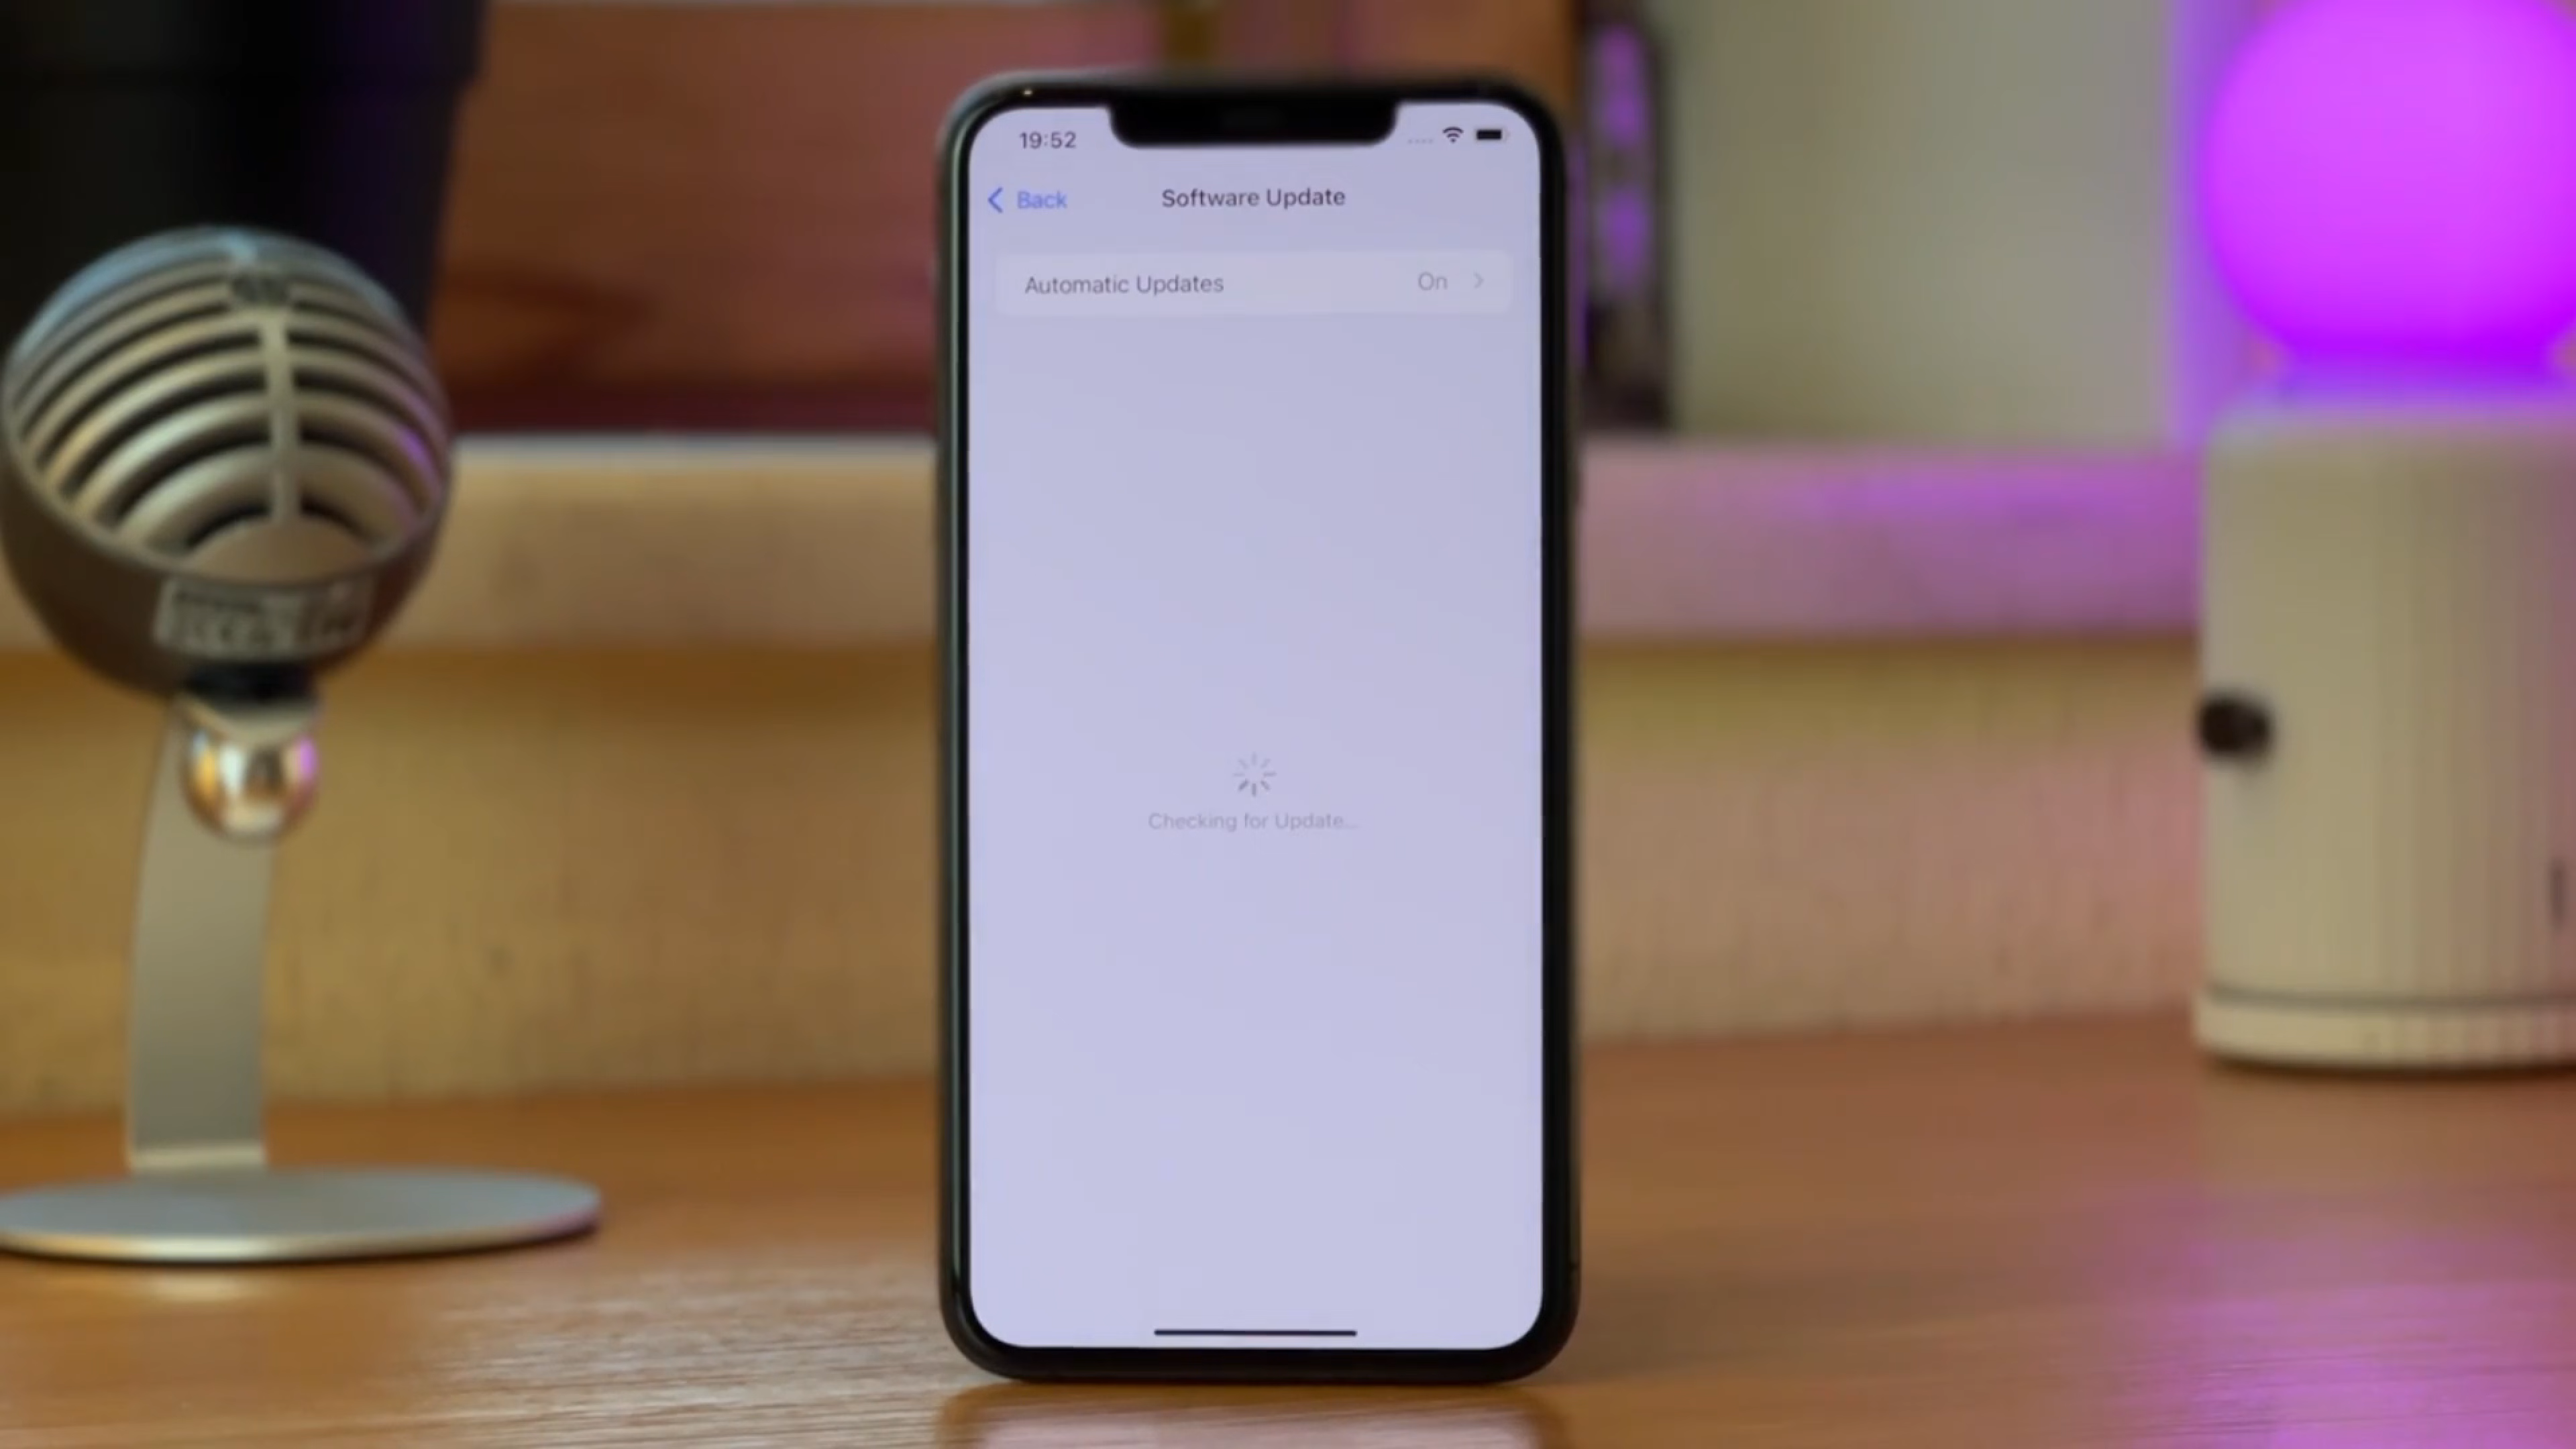 19:52
Back
Software Update
Automatic Updates
On
Checking for Update...